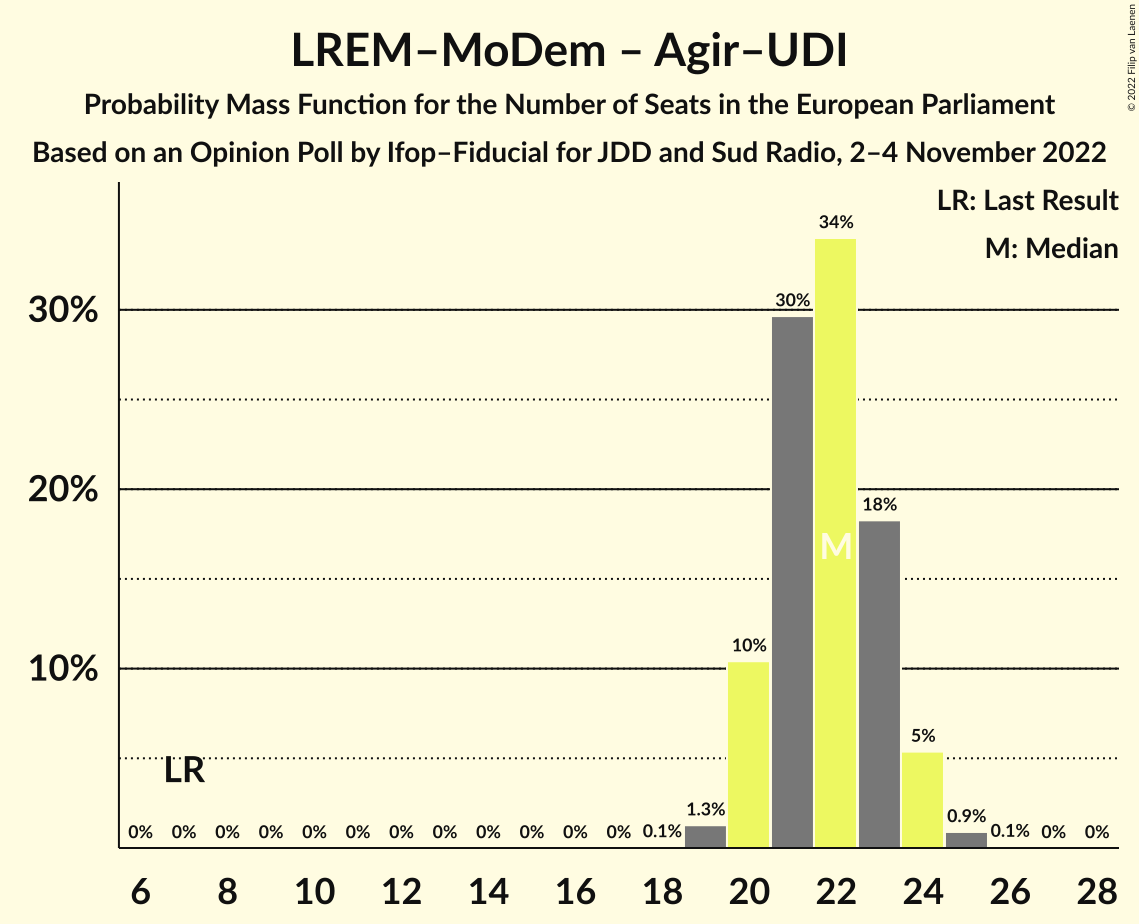 LREM–MoDem – Agir–UDI
Probability Mass Function for the Number of Seats in the European Parliament
Based on an Opinion Poll by Ifop–Fiducial for JDD and Sud Radio, 2–4 November 2022
© 2022 Filip van Laenen
LR: Last Result
M: Median
34%
30%
30%
20%
18%
M
10%
10%
5%
LR
1.3%
0.9%
0% 0% 0% 0% 0% 0% 0% 0% 0% 0% 0% 0% 0.1% 0.1% 0% 0%
6 8 10 12 14 16 18 20 22 24 26 28